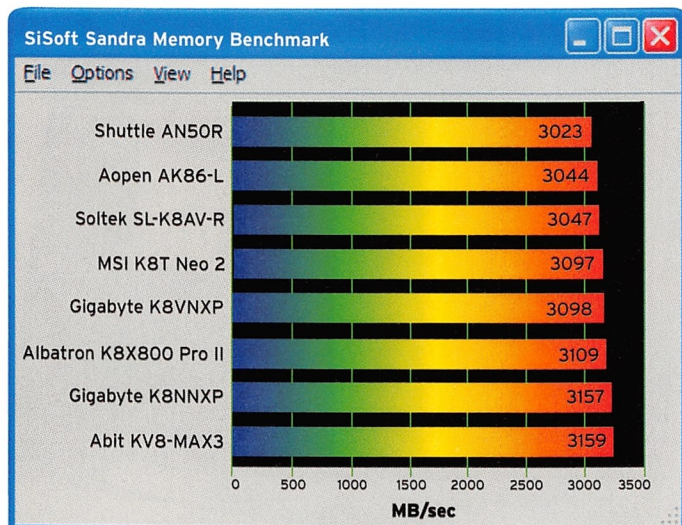 SiSoft Sandra Memory Benchmark
File Options View Help
Shuttle AN50R 3023
Aopen AK86-L 3044
Soltek SL-K8AV-R 3047
MSI K8T Neo 2 3097
Gigabyte K8VNXP 3098
Albatron K8X800 Pro II 3109
Gigabyte K8NNXP 3157
Abit KV8-MAX3 3159
0 500 1000 1500 2000 2500 3000 3500
MB/sec